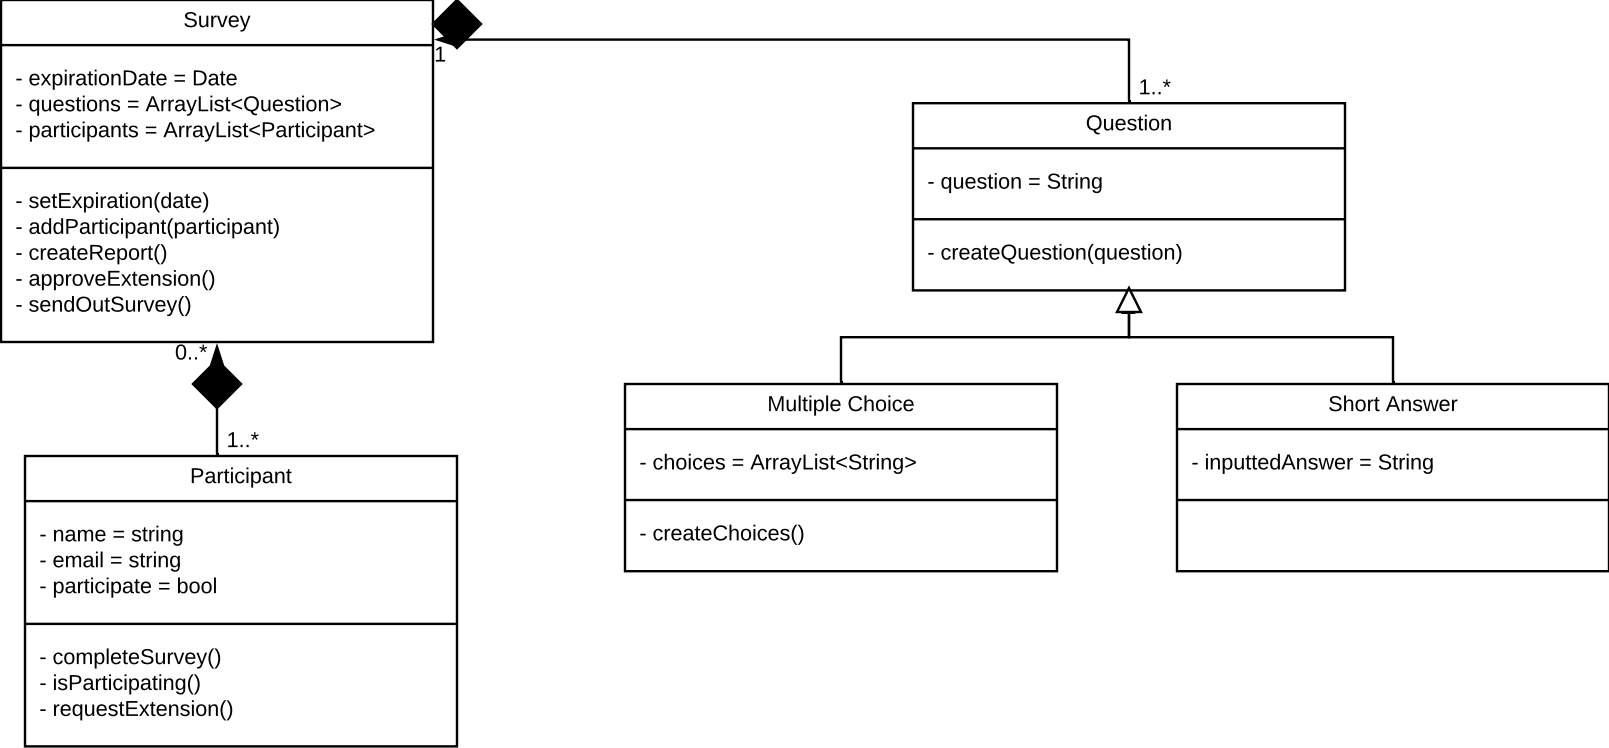 Survey
- expirationDate = Date
- questions = ArrayList<Question>
- participants = ArrayList<Participant>
- setExpiration(date)
- addParticipant(participant)
- createReport()
- approveExtension()
- sendOutSurvey()
1
1..*
Question
- question = String
- createQuestion(question)
0..*
1..*
Participant
- name = string
- email = string
- participate = bool
- completeSurvey()
- isParticipating()
- requestExtension()
Multiple Choice
- choices = ArrayList<String>
- createChoices()
Short Answer
- inputtedAnswer = String